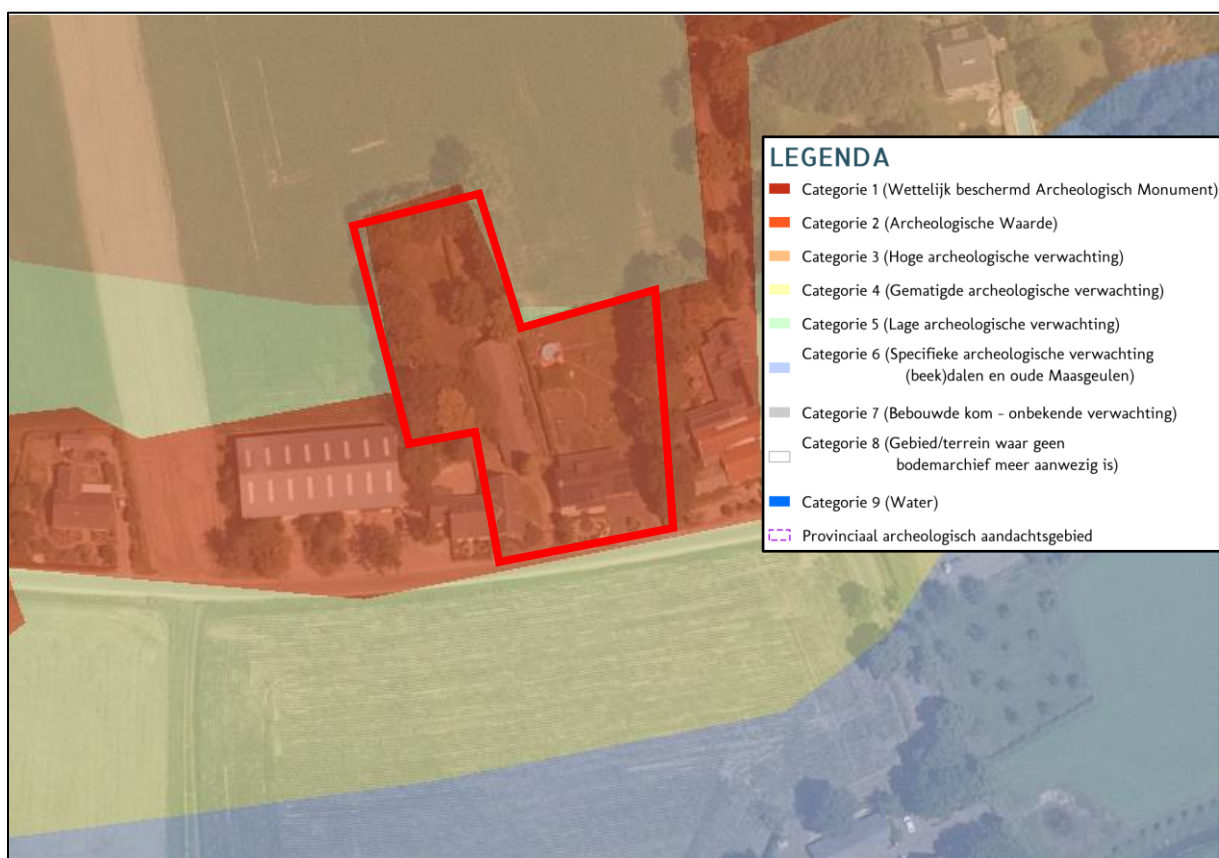 LEGENDA
Categorie 1 (Wettelijk beschermd Archeologisch Monument)
Categorie 2 (Archeologische Waarde)
Categorie 3 (Hoge archeologische verwachting)
Categorie 4 (Gematigde archeologische verwachting)
Categorie 5 (Lage archeologische verwachting)
Categorie 6 (Specifieke archeologische verwachting
(beek)dalen en oude Maasgeulen)
Categorie 7 (Bebouwde kom - onbekende verwachting)
Categorie 8 (Gebied/terrein waar geen
bodemarchief meer aanwezig is)
Categorie 9 (Water)
Provinciaal archeologisch aandachtsgebied